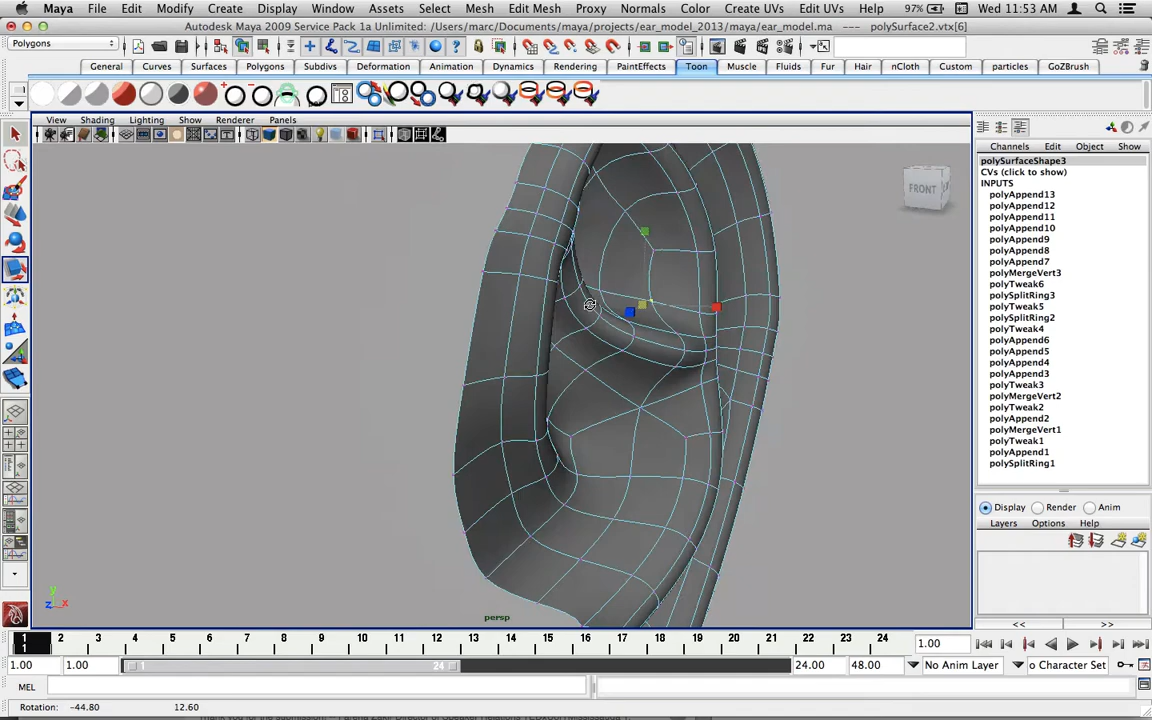 Maya File Edit Modify Create Display Window Assets Select Mesh Edit Mesh Proxy Normals Color Create UVs Edit UVs 97% Wed 11:53 AM
Autodesk Maya 2009 Service Pack 1a Unlimited: /Users/marc/Documents/maya/projects/ear_model_2013/maya/ear_model.ma --- polySurface2.vtx[6]
Polygons
General Curves Surfaces Polygons Subdivs Deformation Animation Dynamics Rendering PaintEffects Toon Muscle Fluids Fur Hair nCloth Custom particles GoZBrush
View Shading Lighting Show Renderer Panels
Channels Edit Object Show
polySurfaceShape3
CVs (click to show)
INPUTS
polyAppend13
polyAppend12
polyAppend11
polyAppend10
polyAppend9
polyAppend8
polyAppend7
polyMergeVert3
polyTweak6
polySplitRing3
polyTweak5
polySplitRing2
polyTweak4
polyAppend6
polyAppend5
polyAppend4
polyAppend3
polyTweak3
polyMergeVert2
polyTweak2
polyAppend2
polyMergeVert1
polyTweak1
polyAppend1
polySplitRing1
FRONT
Display Render Anim
Layers Options Help
<< >>
y
z x
persp
1 2 3 4 5 6 7 8 9 10 11 12 13 14 15 16 17 18 19 20 21 22 23 24
1 1.00
1.00 1.00 1 24 24.00 48.00 No Anim Layer o Character Set
MEL
Rotation: -44.80 12.60